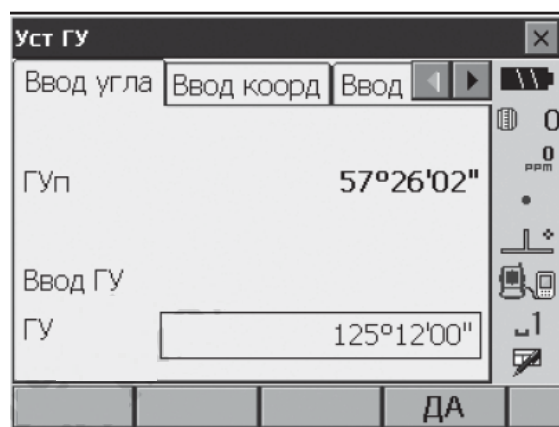 Уст ГУ
Ввод угла Ввод коорд Ввод
0
0
ppm
ГУп 57°26'02"
Ввод ГУ
ГУ 125°12'00"
1
ДА